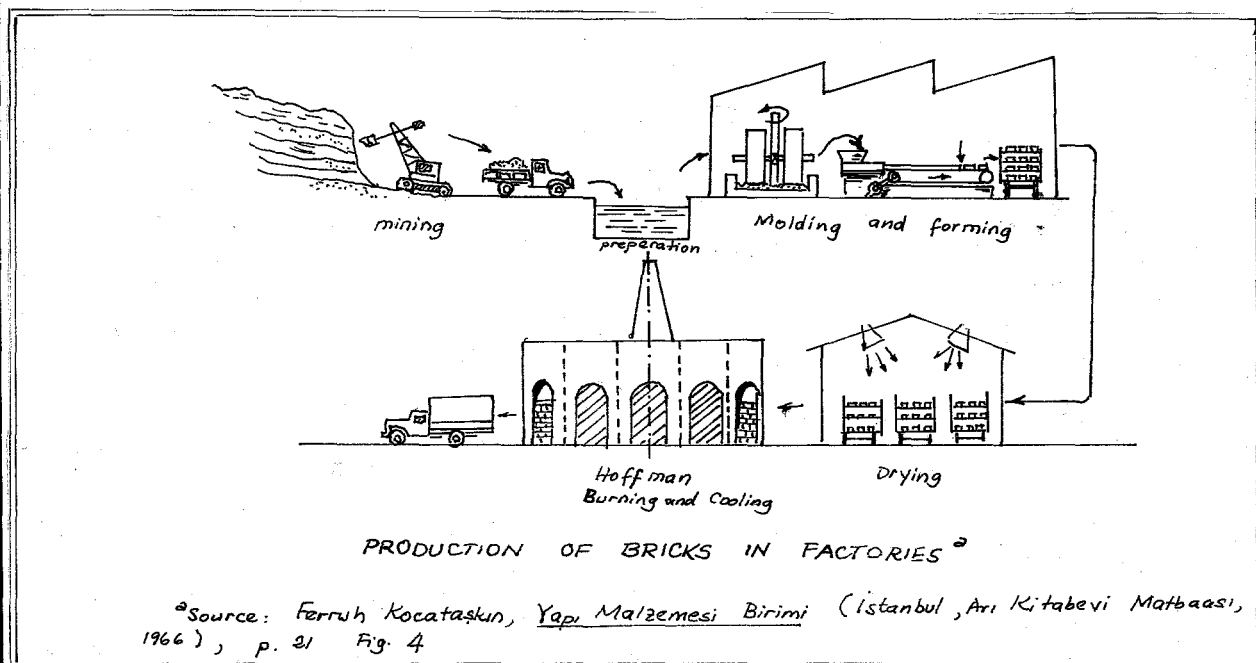 mining
preparation
Molding and forming
Hoffman
Burning and Cooling
Drying
PRODUCTION OF BRICKS IN FACTORIES a
a Source: Ferruh Kocataşkın, Yapı Malzemesi Birimi (İstanbul, Arı Kitabevi Matbaası,
1966), p. 21 Fig. 4